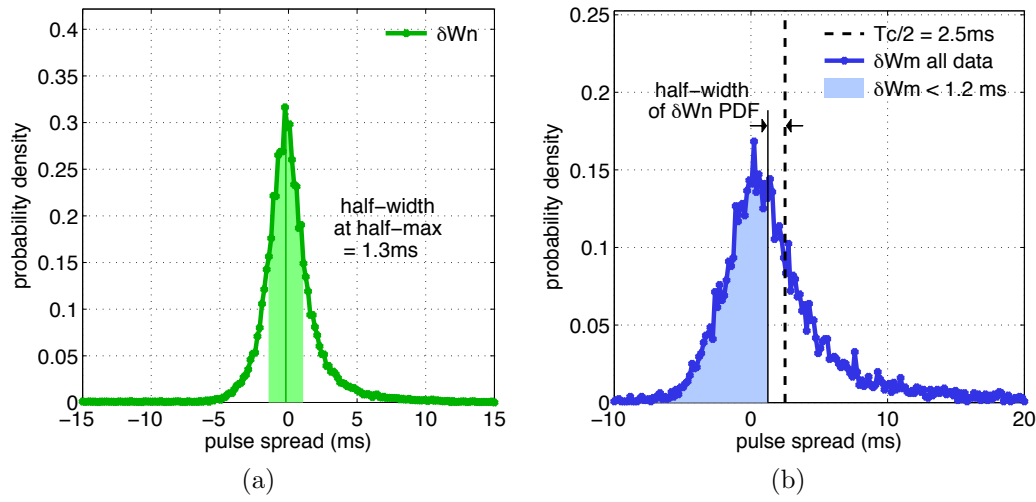 0.4
0.35
0.3
0.25
0.2
0.15
0.1
0.05
0
probability density
δWn
half−width
at half−max
= 1.3ms
−15
−10
−5
0
5
10
15
pulse spread (ms)
(a)
0.25
0.2
0.15
0.1
0.05
0
probability density
Tc/2 = 2.5ms
δWm all data
δWm < 1.2 ms
half−width
of δWn PDF
−10
−5
0
5
10
15
20
pulse spread (ms)
(b)